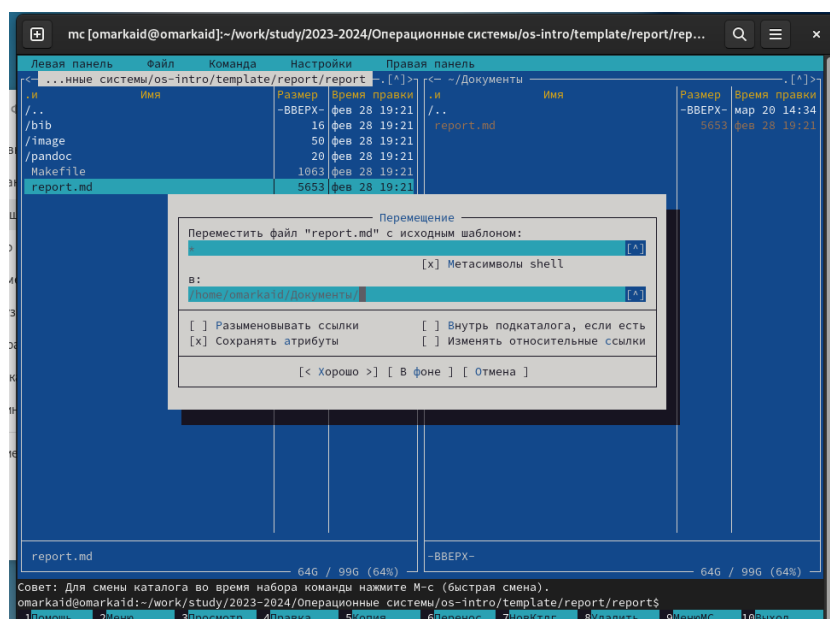 mc [omarkaid@omarkaid]:~/work/study/2023-2024/Операционные системы/os-intro/template/report/rep...
Левая панель Файл Команда Настройки Правая панель
<— ...нные системы/os-intro/template/report/report —.[^]>
.и Имя Размер Время правки
/.. -ВВЕРХ- фев 28 19:21
/bib 16 фев 28 19:21
/image 50 фев 28 19:21
/pandoc 20 фев 28 19:21
Makefile 1063 фев 28 19:21
report.md 5653 фев 28 19:21
<— ~/Документы —.[^]>
.и Имя Размер Время правки
/.. -ВВЕРХ- мар 20 14:34
report.md 5653 фев 28 19:21
Перемещение
Переместить файл "report.md" с исходным шаблоном:
[^]
[x] Метасимволы shell
в:
/home/omarkaid/Документы/ [^]
[ ] Разыменовывать ссылки [ ] Внутрь подкаталога, если есть
[x] Сохранять атрибуты [ ] Изменять относительные ссылки
[< Хорошо >] [ В фоне ] [ Отмена ]
report.md
64G / 99G (64%)
-ВВЕРХ-
64G / 99G (64%)
Совет: Для смены каталога во время набора команды нажмите M-c (быстрая смена).
omarkaid@omarkaid:~/work/study/2023-2024/Операционные системы/os-intro/template/report/report$
1Помощь 2Меню 3Просмотр 4Правка 5Копия 6Перенос 7НовКтлг 8Удалить 9МенюMC 10Выход